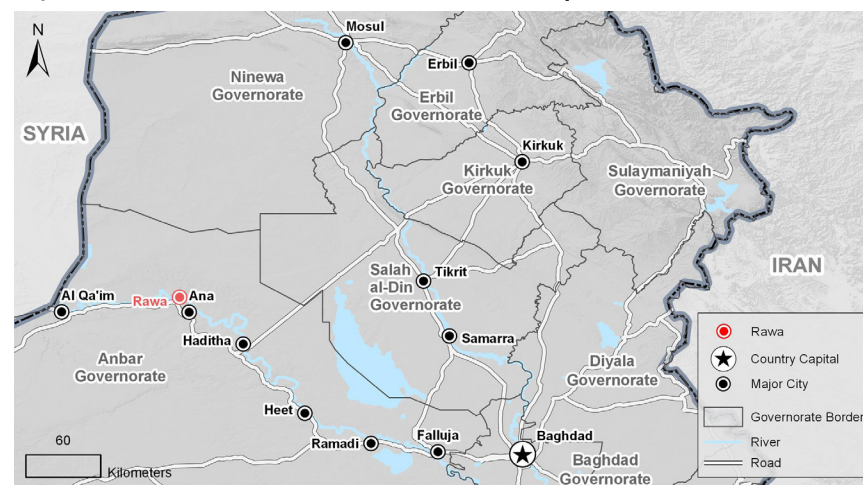 N
Mosul
Erbil
Ninewa
Governorate
Erbil
Governorate
SYRIA
Kirkuk
Kirkuk
Governorate
Sulaymaniyah
Governorate
IRAN
Salah
al-Din
Governorate
Tikrit
Al Qa'im
Rawa
Ana
Haditha
Samarra
Anbar
Governorate
Diyala
Governorate
Heet
Ramadi
Falluja
Baghdad
Baghdad
Governorate
60
Kilometers
Rawa
Country Capital
Major City
Governorate Border
River
Road